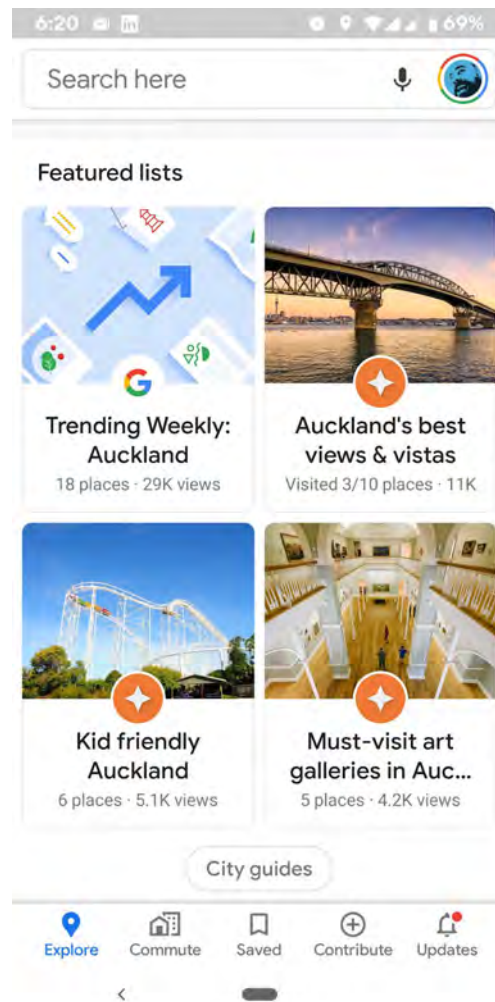 6:20
69%
Search here
Featured lists
Trending Weekly:
Auckland
18 places · 29K views
Auckland's best
views & vistas
Visited 3/10 places · 11K
Kid friendly
Auckland
6 places · 5.1K views
Must-visit art
galleries in Auc...
5 places · 4.2K views
City guides
Explore
Commute
Saved
Contribute
Updates